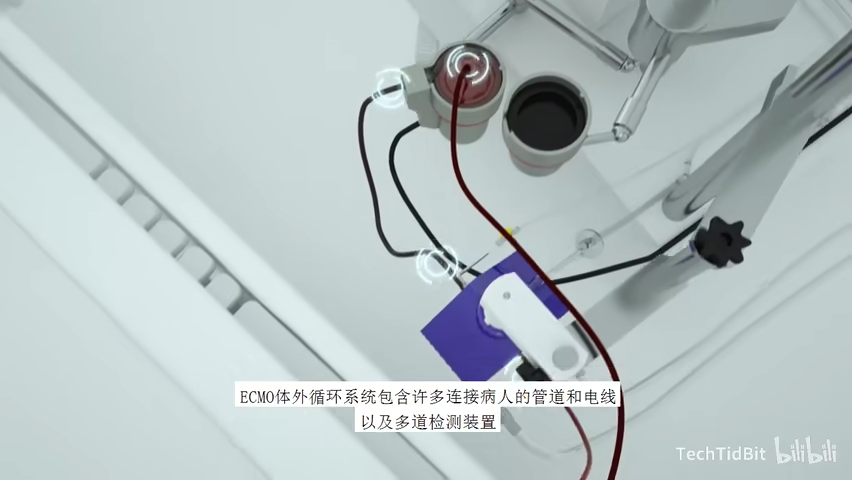 ECMO体外循环系统包含许多连接病人的管道和电线
以及多道检测装置
TechTidBit bilibili